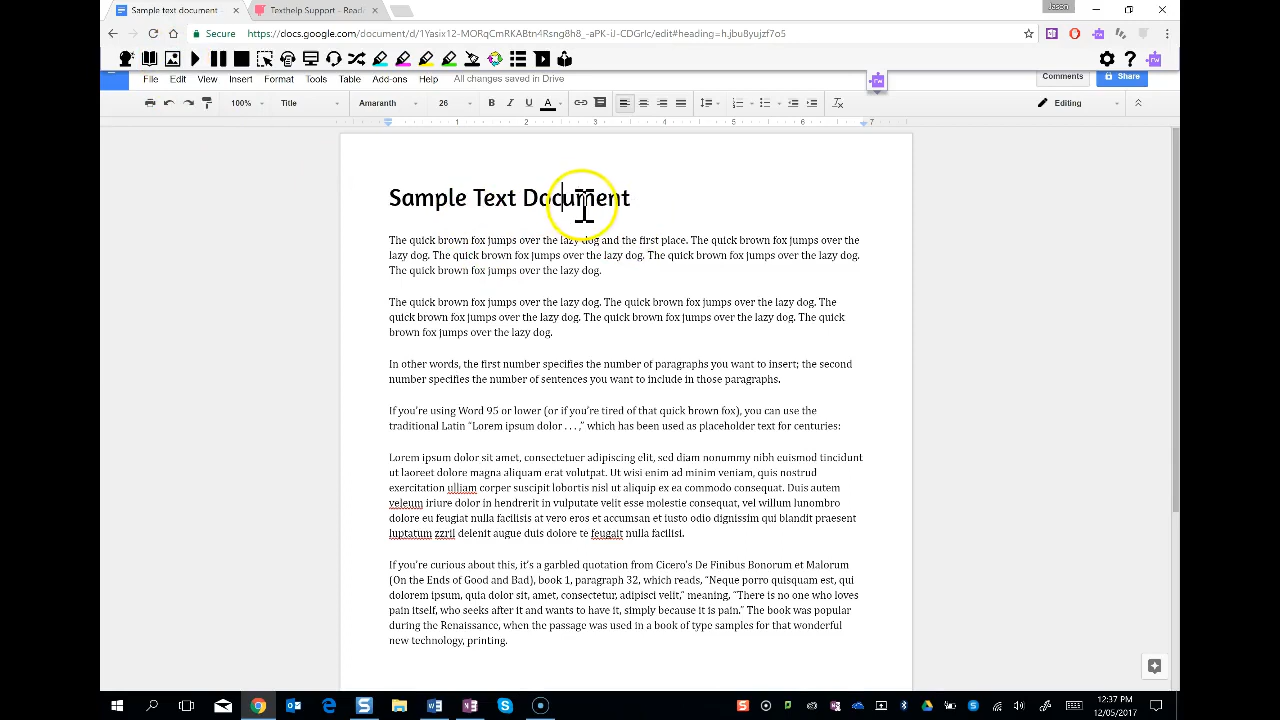 Sample text document
Texthelp Support – Read
Jason
Secure
https://docs.google.com/document/d/1Yasix12-MORqCmRKABtn4Rsng8h8_-aPK-iJ-CDGrlc/edit#heading=h.jbu8yujzf7o5
File Edit View Insert Format Tools Table Add-ons Help All changes saved in Drive
Comments Share
100% Title Amaranth 26 B I U A Editing
1 2 3 4 5 6 7
Sample Text Document
The quick brown fox jumps over the lazy dog and the first place. The quick brown fox jumps over the
lazy dog. The quick brown fox jumps over the lazy dog. The quick brown fox jumps over the lazy dog.
The quick brown fox jumps over the lazy dog.
The quick brown fox jumps over the lazy dog. The quick brown fox jumps over the lazy dog. The
quick brown fox jumps over the lazy dog. The quick brown fox jumps over the lazy dog. The quick
brown fox jumps over the lazy dog.
In other words, the first number specifies the number of paragraphs you want to insert; the second
number specifies the number of sentences you want to include in those paragraphs.
If you're using Word 95 or lower (or if you're tired of that quick brown fox), you can use the
traditional Latin “Lorem ipsum dolor . . . ,” which has been used as placeholder text for centuries:
Lorem ipsum dolor sit amet, consectetuer adipiscing elit, sed diam nonummy nibh euismod tincidunt
ut laoreet dolore magna aliquam erat volutpat. Ut wisi enim ad minim veniam, quis nostrud
exercitation ulliam corper suscipit lobortis nisl ut aliquip ex ea commodo consequat. Duis autem
veleum iriure dolor in hendrerit in vulputate velit esse molestie consequat, vel willum lunombro
dolore eu feugiat nulla facilisis at vero eros et accumsan et iusto odio dignissim qui blandit praesent
luptatum zzril delenit augue duis dolore te feugait nulla facilisi.
If you're curious about this, it's a garbled quotation from Cicero's De Finibus Bonorum et Malorum
(On the Ends of Good and Bad), book 1, paragraph 32, which reads, “Neque porro quisquam est, qui
dolorem ipsum, quia dolor sit, amet, consectetur, adipisci velit,” meaning, “There is no one who loves
pain itself, who seeks after it and wants to have it, simply because it is pain.” The book was popular
during the Renaissance, when the passage was used in a book of type samples for that wonderful
new technology, printing.
12:37 PM
12/05/2017